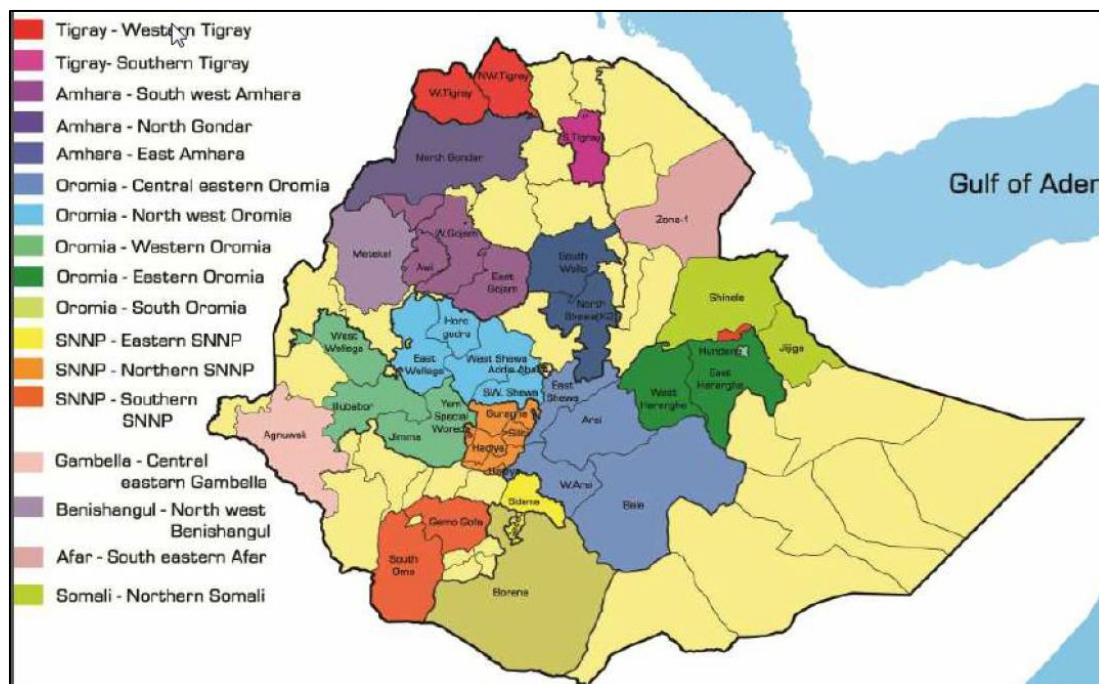 Tigray - Western Tigray
Tigray- Southern Tigray
Amhara - South west Amhara
Amhara - North Gondar
Amhara - East Amhara
Oromia - Central eastern Oromia
Oromia - North west Oromia
Oromia - Western Oromia
Oromia - Eastern Oromia
Oromia - South Oromia
SNNP - Eastern SNNP
SNNP - Northern SNNP
SNNP - Southern
SNNP
Gambella - Central
eastern Gambella
Benishangul - North west
Benishangul
Afar - South eastern Afer
Somali - Northern Somali
NW.Tigray
W.Tigray
S.Tigray
North Gondar
Gulf of Aden
Zone-1
W.Gojam
Metekel
Awi
East
Gojam
South
Wollo
North
Shewa
Shinele
Jijiga
Hundene
East
Hararghe
West
Hararghe
Horo
gudru
West
Wellega
East
Wellega
West Shewa
Addis Ababa
S.W. Shewa
East
Shewa
Arsi
Illubabor
Yem
Special
Woreda
Jimma
Gurage
Silte
Hadiya
Agnuwak
W.Arsi
Bale
Sidama
Gamo Gofa
South
Omo
Borena